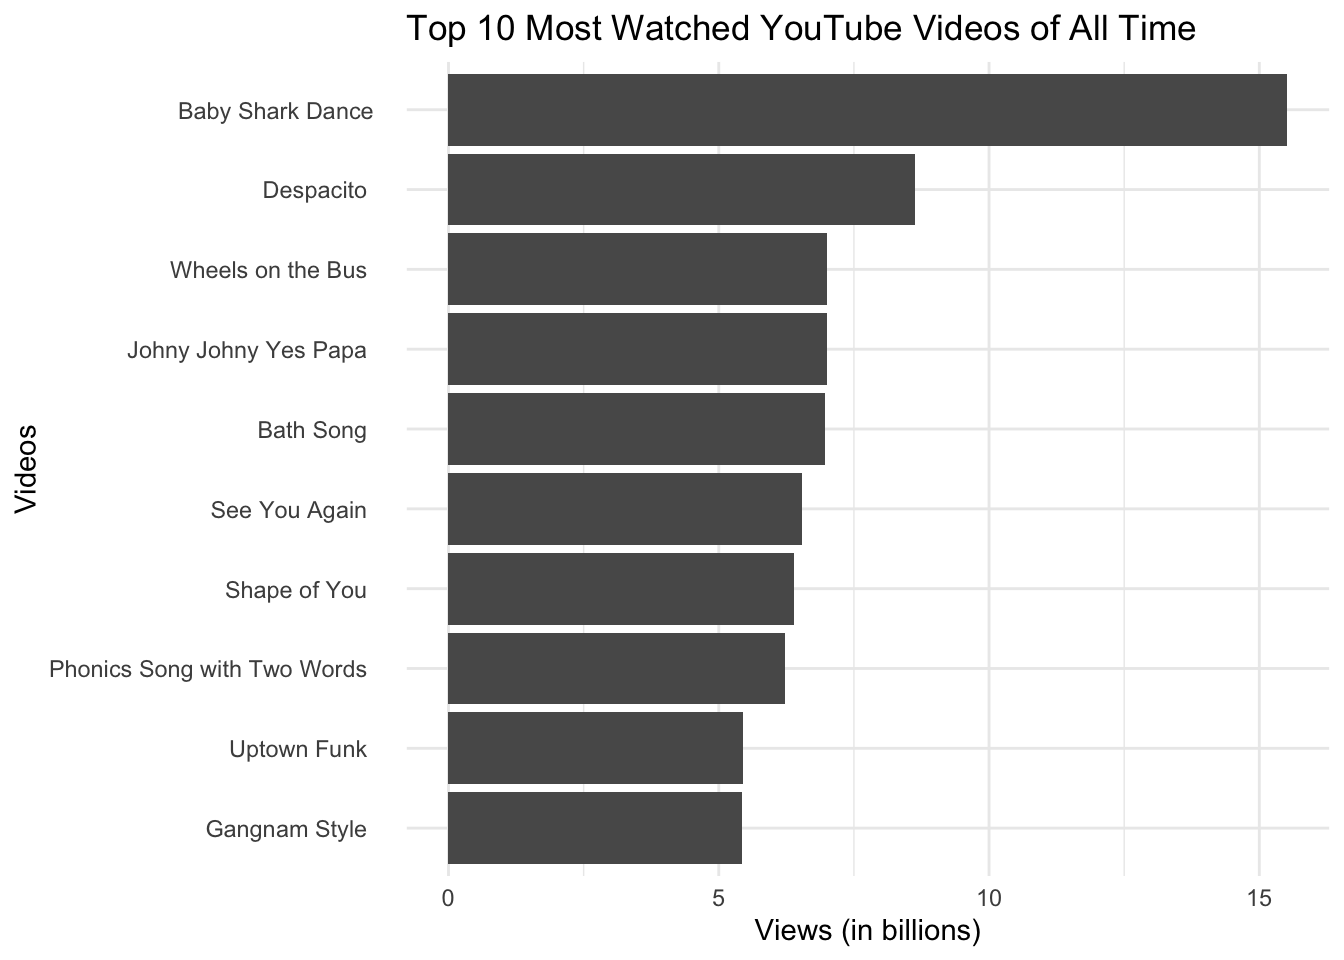 Top 10 Most Watched YouTube Videos of All Time
Baby Shark Dance
Despacito
Wheels on the Bus
Johny Johny Yes Papa
Bath Song
See You Again
Shape of You
Phonics Song with Two Words
Uptown Funk
Gangnam Style
Videos
0 5 10 15
Views (in billions)